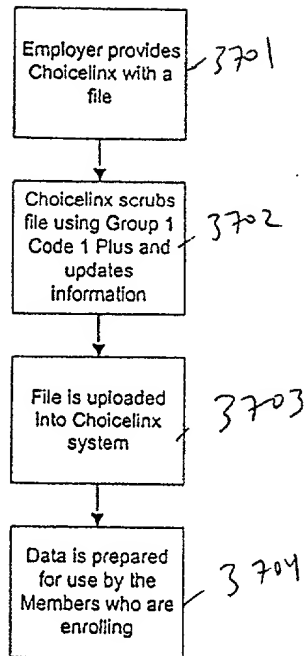 Employer provides
Choicelinx with a
file
3701
Choicelinx scrubs
file using Group 1
Code 1 Plus and
updates
information
3702
File is uploaded
into Choicelinx
system
3703
Data is prepared
for use by the
Members who are
enrolling
3704